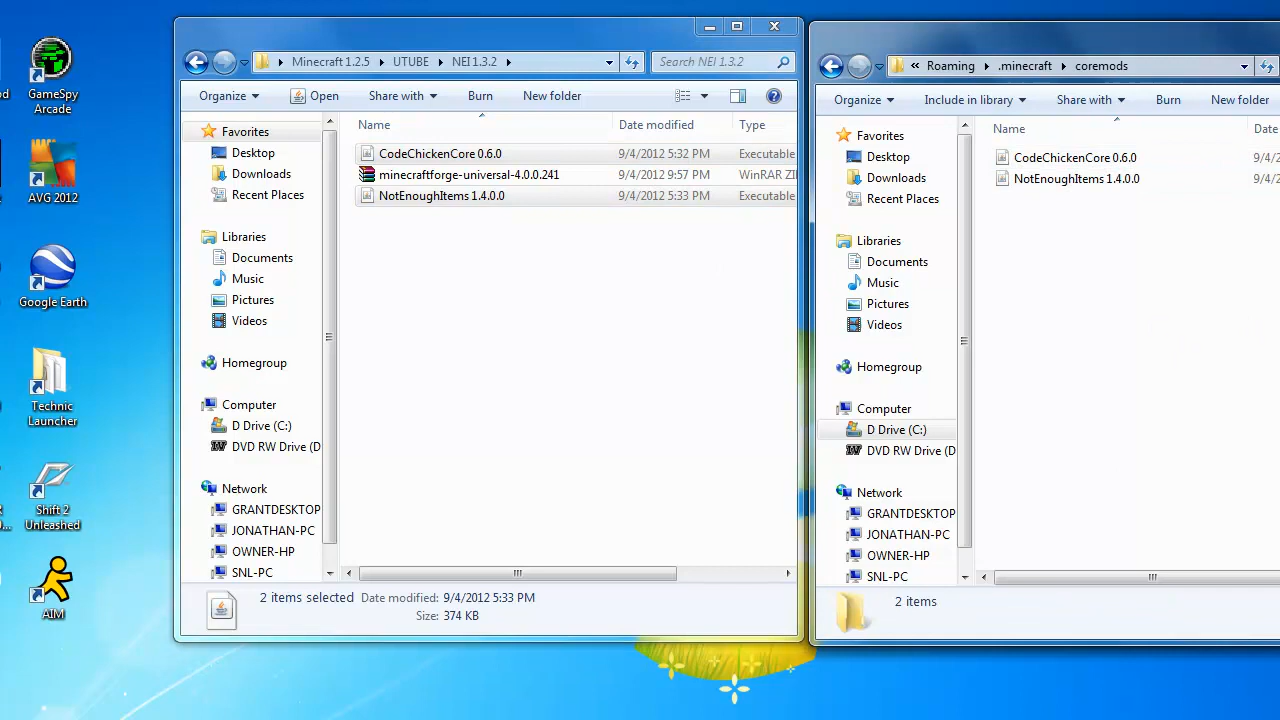 GameSpy
Arcade
AVG 2012
Google Earth
Technic
Launcher
Shift 2
Unleashed
AIM
Minecraft 1.2.5 UTUBE NEI 1.3.2
Search NEI 1.3.2
Organize Open Share with Burn New folder
Favorites
Desktop
Downloads
Recent Places
Libraries
Documents
Music
Pictures
Videos
Homegroup
Computer
D Drive (C:)
DVD RW Drive (D
Network
GRANTDESKTOP
JONATHAN-PC
OWNER-HP
SNL-PC
Name Date modified Type
CodeChickenCore 0.6.0 9/4/2012 5:32 PM Executable
minecraftforge-universal-4.0.0.241 9/4/2012 9:57 PM WinRAR ZI
NotEnoughItems 1.4.0.0 9/4/2012 5:33 PM Executable
2 items selected Date modified: 9/4/2012 5:33 PM
Size: 374 KB
Roaming .minecraft coremods
Organize Include in library Share with Burn New folder
Favorites
Desktop
Downloads
Recent Places
Libraries
Documents
Music
Pictures
Videos
Homegroup
Computer
D Drive (C:)
DVD RW Drive (D
Network
GRANTDESKTOP
JONATHAN-PC
OWNER-HP
SNL-PC
Name Date
CodeChickenCore 0.6.0 9/4/2
NotEnoughItems 1.4.0.0 9/4/2
2 items